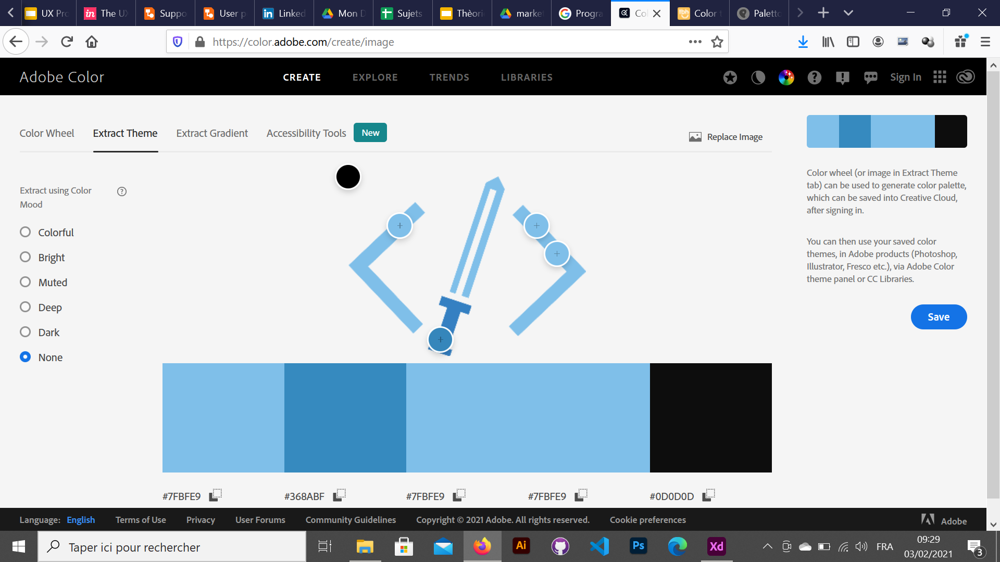 UX Pro
The UX
Suppo
User p
Linked
Mon D
Sujets
Thèori
marke
Progra
Col
Color t
Paletto
https://color.adobe.com/create/image
Adobe Color
CREATE
EXPLORE
TRENDS
LIBRARIES
Sign In
Color Wheel
Extract Theme
Extract Gradient
Accessibility Tools
New
Replace Image
Extract using Color
Mood
Colorful
Bright
Muted
Deep
Dark
None
Color wheel (or image in Extract Theme
tab) can be used to generate color palette,
which can be saved into Creative Cloud,
after signing in.
You can then use your saved color
themes, in Adobe products (Photoshop,
Illustrator, Fresco etc.), via Adobe Color
theme panel or CC Libraries.
Save
#7FBFE9
#368ABF
#7FBFE9
#7FBFE9
#0D0D0D
Language: English
Terms of Use
Privacy
User Forums
Community Guidelines
Copyright © 2021 Adobe. All rights reserved.
Cookie preferences
Adobe
Taper ici pour rechercher
Ai
Ps
Xd
FRA
09:29
03/02/2021
3